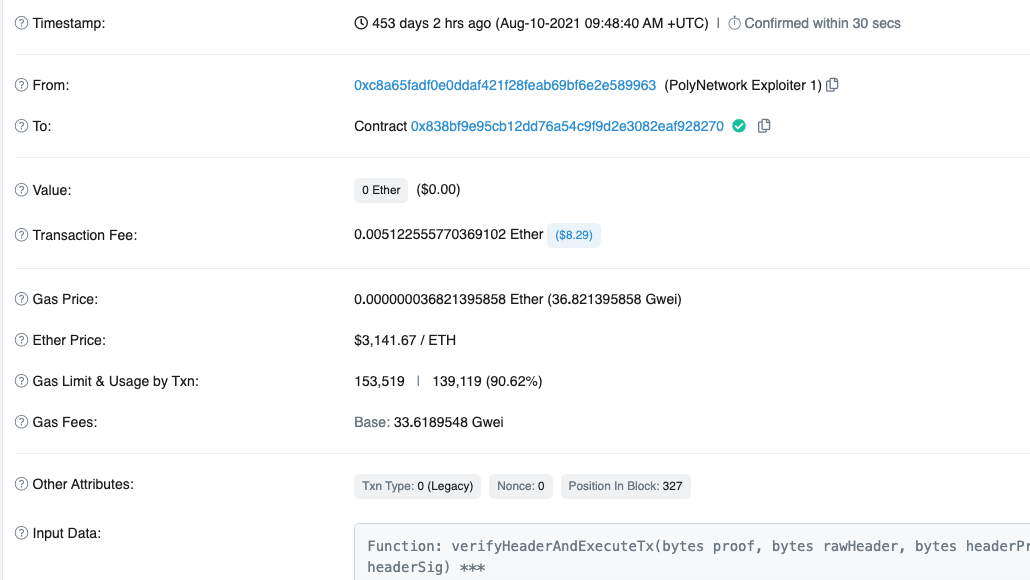 Timestamp: 453 days 2 hrs ago (Aug-10-2021 09:48:40 AM +UTC) | Confirmed within 30 secs
From: 0xc8a65fadf0e0ddaf421f28feab69bf6e2e589963 (PolyNetwork Exploiter 1)
To: Contract 0x838bf9e95cb12dd76a54c9f9d2e3082eaf928270
Value: 0 Ether ($0.00)
Transaction Fee: 0.005122555770369102 Ether ($8.29)
Gas Price: 0.000000036821395858 Ether (36.821395858 Gwei)
Ether Price: $3,141.67 / ETH
Gas Limit & Usage by Txn: 153,519 | 139,119 (90.62%)
Gas Fees: Base: 33.6189548 Gwei
Other Attributes: Txn Type: 0 (Legacy) Nonce: 0 Position In Block: 327
Input Data: Function: verifyHeaderAndExecuteTx(bytes proof, bytes rawHeader, bytes headerPr
headerSig) ***